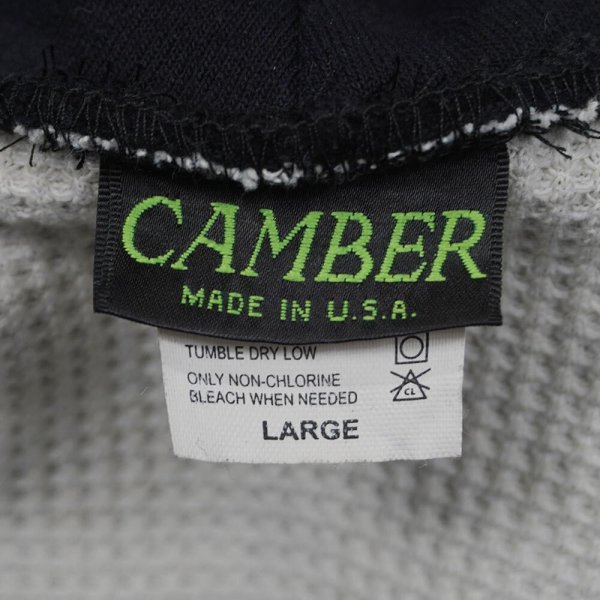 CAMBER
MADE IN U.S.A.
TUMBLE DRY LOW
ONLY NON-CHLORINE
BLEACH WHEN NEEDED
CL
LARGE